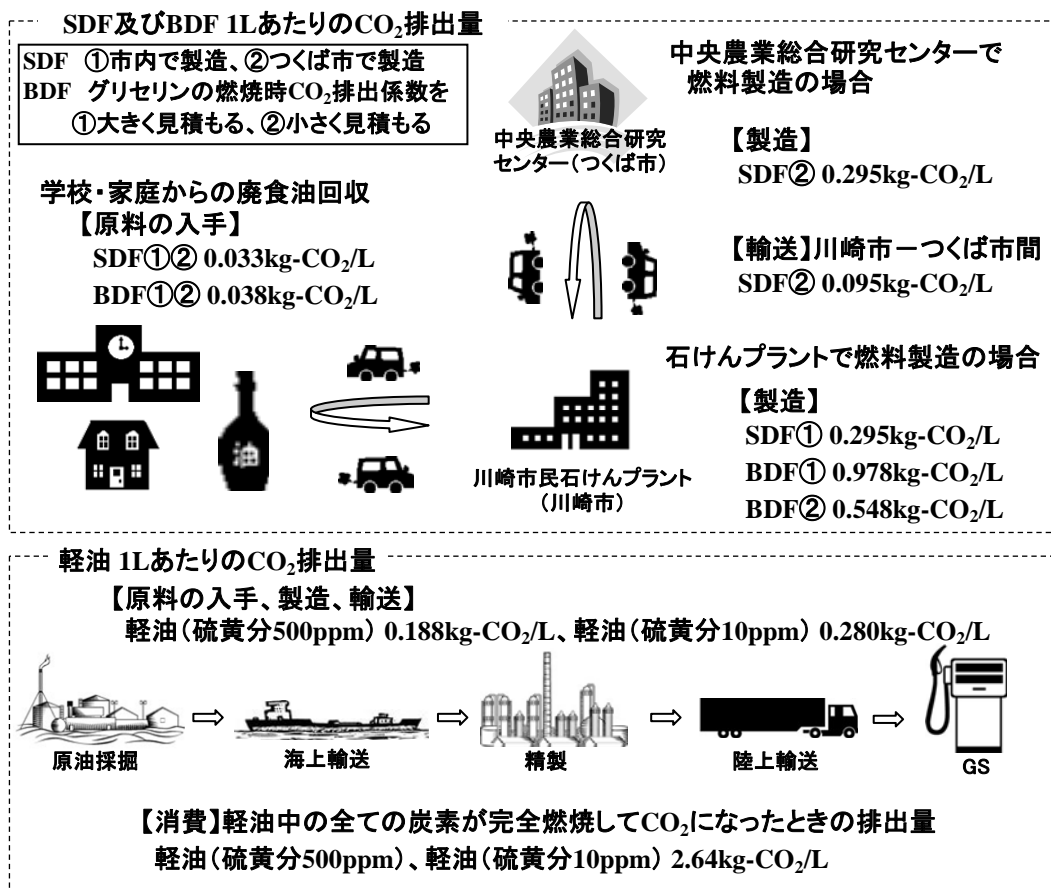 SDF及びBDF 1LあたりのCO₂排出量
SDF ①市内で製造、②つくば市で製造
BDF グリセリンの燃焼時CO₂排出係数を
①大きく見積もる、②小さく見積もる
中央農業総合研究センターで
燃料製造の場合
中央農業総合研究
センター(つくば市)
【製造】
SDF② 0.295kg-CO₂/L
学校・家庭からの廃食油回収
【原料の入手】
SDF①② 0.033kg-CO₂/L
BDF①② 0.038kg-CO₂/L
【輸送】川崎市－つくば市間
SDF② 0.095kg-CO₂/L
油
石けんプラントで燃料製造の場合
【製造】
SDF① 0.295kg-CO₂/L
BDF① 0.978kg-CO₂/L
BDF② 0.548kg-CO₂/L
川崎市民石けんプラント
(川崎市)
軽油 1LあたりのCO₂排出量
【原料の入手、製造、輸送】
軽油(硫黄分500ppm) 0.188kg-CO₂/L、軽油(硫黄分10ppm) 0.280kg-CO₂/L
原油採掘
海上輸送
精製
陸上輸送
GS
【消費】軽油中の全ての炭素が完全燃焼してCO₂になったときの排出量
軽油(硫黄分500ppm)、軽油(硫黄分10ppm) 2.64kg-CO₂/L